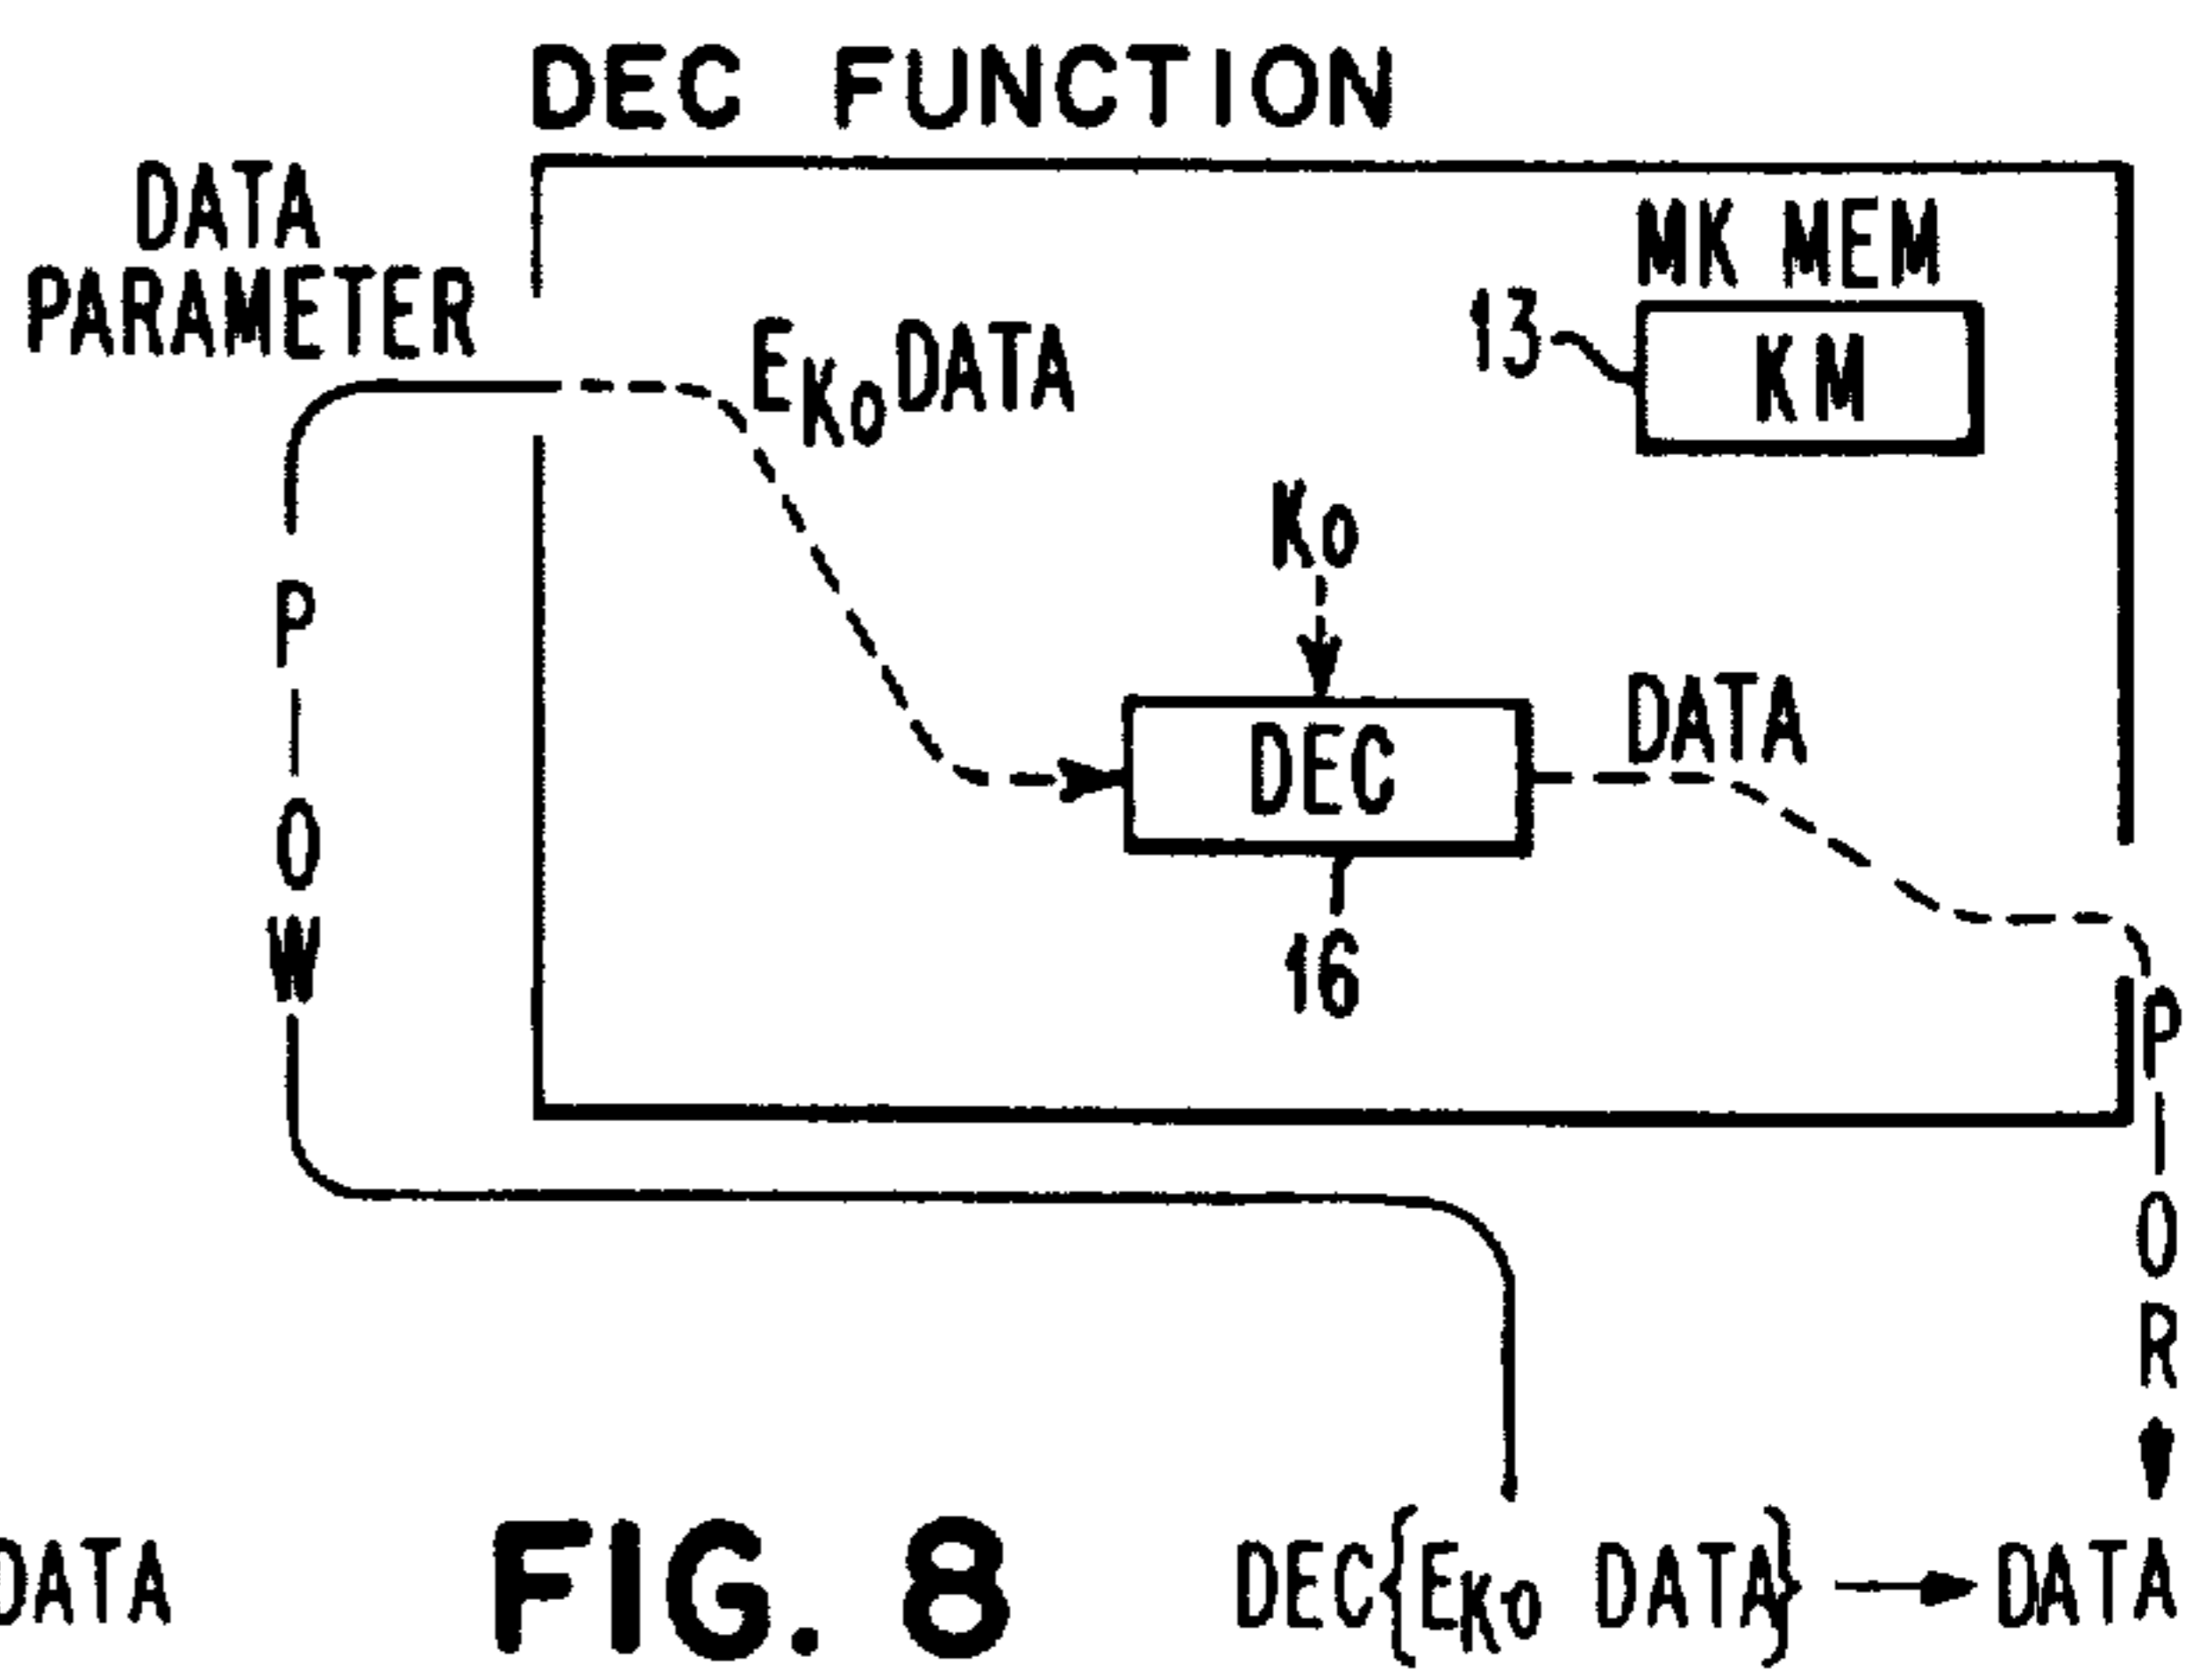 DEC FUNCTION
DATA
PARAMETER
MK MEM
13
KM
EKoDATA
Ko
P
I
O
W
DEC
DATA
16
P
I
O
R
DATA
FIG. 8
DEC{EKo DATA} → DATA